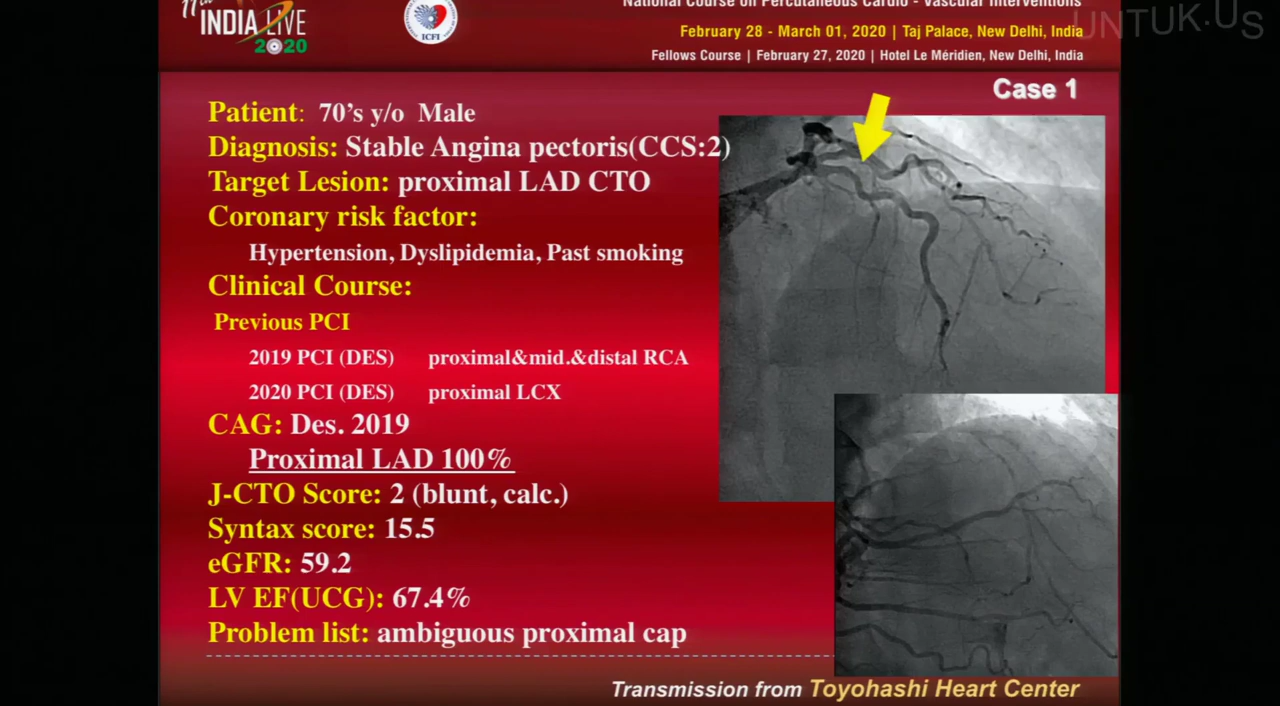 11th
INDIA LIVE
2020
ICFI
National Course on Percutaneous Cardio - Vascular Interventions
February 28 - March 01, 2020 | Taj Palace, New Delhi, India
Fellows Course | February 27, 2020 | Hotel Le Méridien, New Delhi, India
UNTUK.US
Case 1
Patient: 70's y/o Male
Diagnosis: Stable Angina pectoris(CCS:2)
Target Lesion: proximal LAD CTO
Coronary risk factor:
Hypertension, Dyslipidemia, Past smoking
Clinical Course:
Previous PCI
2019 PCI (DES) proximal&mid.&distal RCA
2020 PCI (DES) proximal LCX
CAG: Des. 2019
Proximal LAD 100%
J-CTO Score: 2 (blunt, calc.)
Syntax score: 15.5
eGFR: 59.2
LV EF(UCG): 67.4%
Problem list: ambiguous proximal cap
Transmission from Toyohashi Heart Center